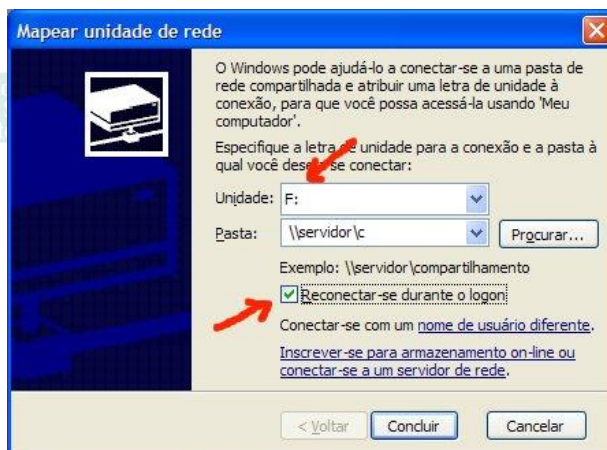 Mapear unidade de rede
O Windows pode ajudá-lo a conectar-se a uma pasta de
rede compartilhada e atribuir uma letra de unidade à
conexão, para que você possa acessá-la usando 'Meu
computador'.
Especifique a letra de unidade para a conexão e a pasta à
qual você deseja se conectar:
Unidade: F:
Pasta: \\servidor\c Procurar...
Exemplo: \\servidor\compartilhamento
Reconectar-se durante o logon
Conectar-se com um nome de usuário diferente.
Inscrever-se para armazenamento on-line ou
conectar-se a um servidor de rede.
< Voltar Concluir Cancelar